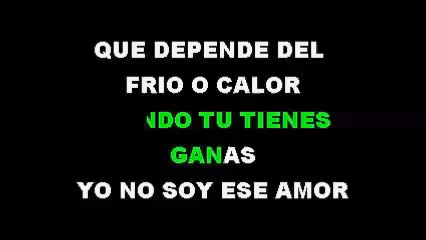 QUE DEPENDE DEL
FRIO O CALOR
NDO TU TIENES
GANAS
YO NO SOY ESE AMOR